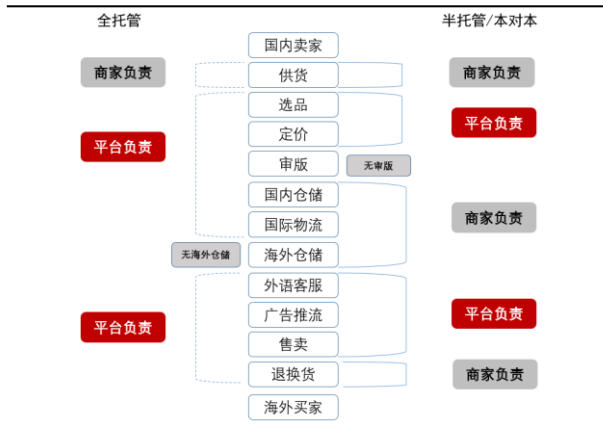 全托管
半托管/本对本
国内卖家
商家负责
供货
商家负责
选品
平台负责
定价
平台负责
审版
无审版
国内仓储
国际物流
商家负责
无海外仓储
海外仓储
外语客服
平台负责
广告推流
平台负责
售卖
退换货
商家负责
海外买家